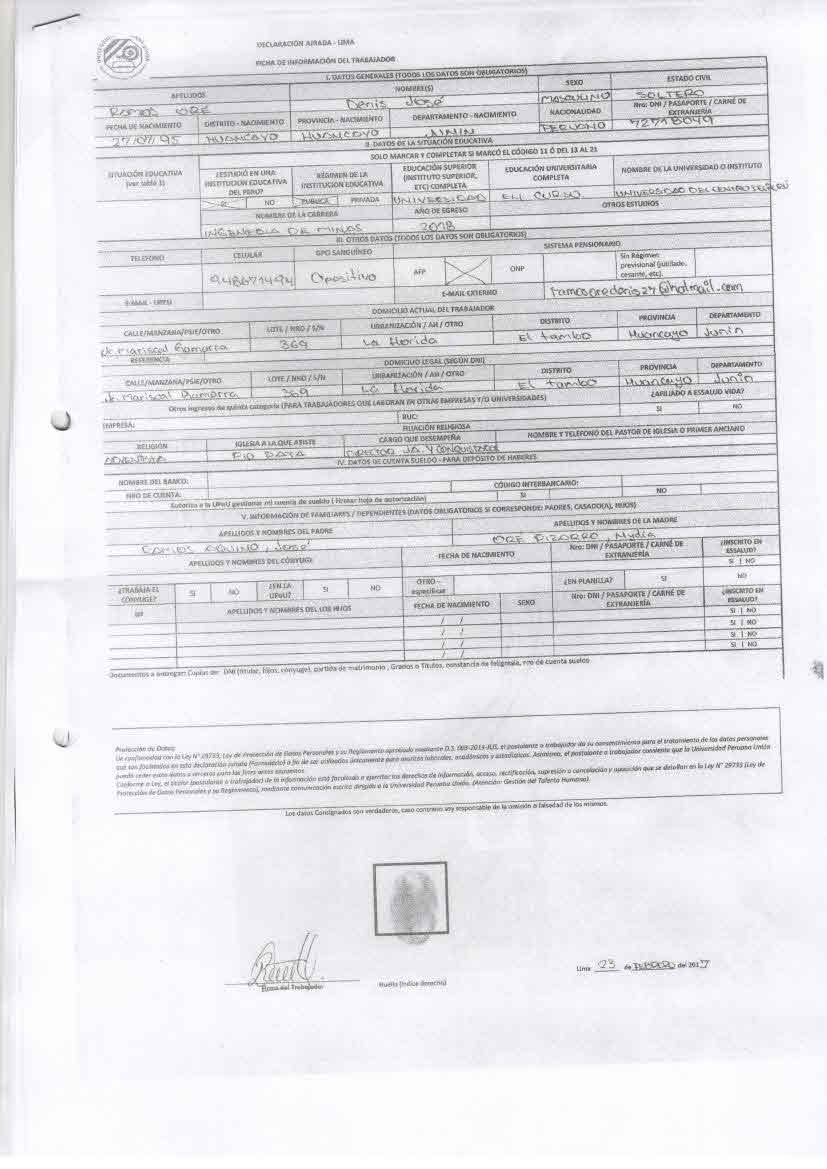 DECLARACIÓN JURADA - LIMA
FICHA DE INFORMACIÓN DEL TRABAJADOR
I. DATOS GENERALES (TODOS LOS DATOS SON OBLIGATORIOS)
APELLIDOS NOMBRE(S) SEXO ESTADO CIVIL
RAMOS ORE Denis José MASCULINO SOLTERO
FECHA DE NACIMIENTO DISTRITO - NACIMIENTO PROVINCIA - NACIMIENTO DEPARTAMENTO - NACIMIENTO NACIONALIDAD Nro: DNI / PASAPORTE / CARNÉ DE EXTRANJERÍA
27/07/95 HUANCAYO HUANCAYO JUNIN PERUANO 72718049
II. DATOS DE LA SITUACIÓN EDUCATIVA
SOLO MARCAR Y COMPLETAR SI MARCÓ EL CÓDIGO 11 Ó DEL 13 AL 21
SITUACIÓN EDUCATIVA (ver tabla 1) ¿ESTUDIÓ EN UNA INSTITUCION EDUCATIVA DEL PERU? RÉGIMEN DE LA INSTITUCION EDUCATIVA EDUCACIÓN SUPERIOR (INSTITUTO SUPERIOR, ETC) COMPLETA EDUCACIÓN UNIVERSITARIA COMPLETA NOMBRE DE LA UNIVERSIDAD O INSTITUTO
SI NO PUBLICA PRIVADA UNIVERSIDAD EN CURSO UNIVERSIDAD DEL CENTRO
NOMBRE DE LA CARRERA AÑO DE EGRESO OTROS ESTUDIOS
INGENIERIA DE MINAS 2018
III. OTROS DATOS (TODOS LOS DATOS SON OBLIGATORIOS)
TELEFONO CELULAR GPO SANGUÍNEO SISTEMA PENSIONARIO
948671494 O positivo AFP ONP Sin Régimen previsional (jubilado, cesante, etc).
E-MAIL - UPEU E-MAIL EXTERNO ramosoredenis27@hotmail.com
DOMICILIO ACTUAL DEL TRABAJADOR
CALLE/MANZANA/PSJE/OTRO LOTE / NRO / S/N URBANIZACIÓN / AH / OTRO DISTRITO PROVINCIA DEPARTAMENTO
Jr. Mariscal Gamarra 369 La Florida El tambo Huancayo Junin
REFERENCIA
DOMICILIO LEGAL (SEGÚN DNI)
CALLE/MANZANA/PSJE/OTRO LOTE / NRO / S/N URBANIZACIÓN / AH / OTRO DISTRITO PROVINCIA DEPARTAMENTO
Jr. Mariscal Gamarra 369 La Florida El tambo Huancayo Junin
Otros ingresos de quinta categoría (PARA TRABAJADORES QUE LABORAN EN OTRAS EMPRESAS Y/O UNIVERSIDADES) ¿AFILIADO A ESSALUD VIDA?
EMPRESA: RUC: SI NO
FILIACIÓN RELIGIOSA
RELIGIÓN IGLESIA A LA QUE ASISTE CARGO QUE DESEMPEÑA NOMBRE Y TELÉFONO DEL PASTOR DE IGLESIA O PRIMER ANCIANO
ADVENTISTA DIRECTOR JA. Y CONQUISTADOR
IV. DATOS DE CUENTA SUELDO - PARA DEPÓSITO DE HABERES
NOMBRE DEL BANCO: CÓDIGO INTERBANCARIO:
NRO DE CUENTA: SI NO
Autorizo a la UPeU gestionar mi cuenta de sueldo ( Firmar hoja de autorización)
V. INFORMACIÓN DE FAMILIARES / DEPENDIENTES (DATOS OBLIGATORIOS SI CORRESPONDE: PADRES, CASADO(A), HIJOS)
APELLIDOS Y NOMBRES DEL PADRE APELLIDOS Y NOMBRES DE LA MADRE
RAMOS AQUINO, José ORE PIZARRO, Nydia
APELLIDOS Y NOMBRES DEL CÓNYUGE FECHA DE NACIMIENTO Nro: DNI / PASAPORTE / CARNÉ DE EXTRANJERÍA ¿INSCRITO EN ESSALUD?
SI | NO
¿TRABAJA EL CÓNYUGE? SI NO ¿EN LA UPeU? SI NO OTRO - especificar ¿EN PLANILLA? SI NO
Nº APELLIDOS Y NOMBRES DEL LOS HIJOS FECHA DE NACIMIENTO SEXO Nro: DNI / PASAPORTE / CARNÉ DE EXTRANJERÍA ¿INSCRITO EN ESSALUD?
/ / SI | NO
/ / SI | NO
/ / SI | NO
/ / SI | NO
Documentos a entregar: Copias de: DNI (titular, hijos, cónyuge), partida de matrimonio , Grados o Títulos, constancia de feligresía, nro de cuenta sueldo
Protección de Datos:
De conformidad con la Ley N° 29733, Ley de Protección de Datos Personales y su Reglamento aprobado mediante D.S. 003-2013-JUS, el postulante o trabajador da su consentimiento para el tratamiento de los datos personales
que son facilitados en esta declaración jurada (Formulario) a fin de ser utilizados únicamente para asuntos laborales, académicos y estadísticos. Asimismo, el postulante o trabajador consiente que la Universidad Peruana Unión
pueda ceder estos datos a terceros para los fines antes expuestos.
Conforme a Ley, el titular (postulante o trabajador) de la información está facultado a ejercitar los derechos de información, acceso, rectificación, supresión o cancelación y oposición que se detallan en la Ley N° 29733 (Ley de
Protección de Datos Personales y su Reglamento), mediante comunicación escrita dirigida a la Universidad Peruana Unión. (Atención: Gestión del Talento Humano).
Los datos Consignados son verdaderos, caso contrario soy responsable de la omisión o falsedad de los mismos.
Lima 23 de FEBRERO del 2017
Firma del Trabajador Huella (Indice derecho)